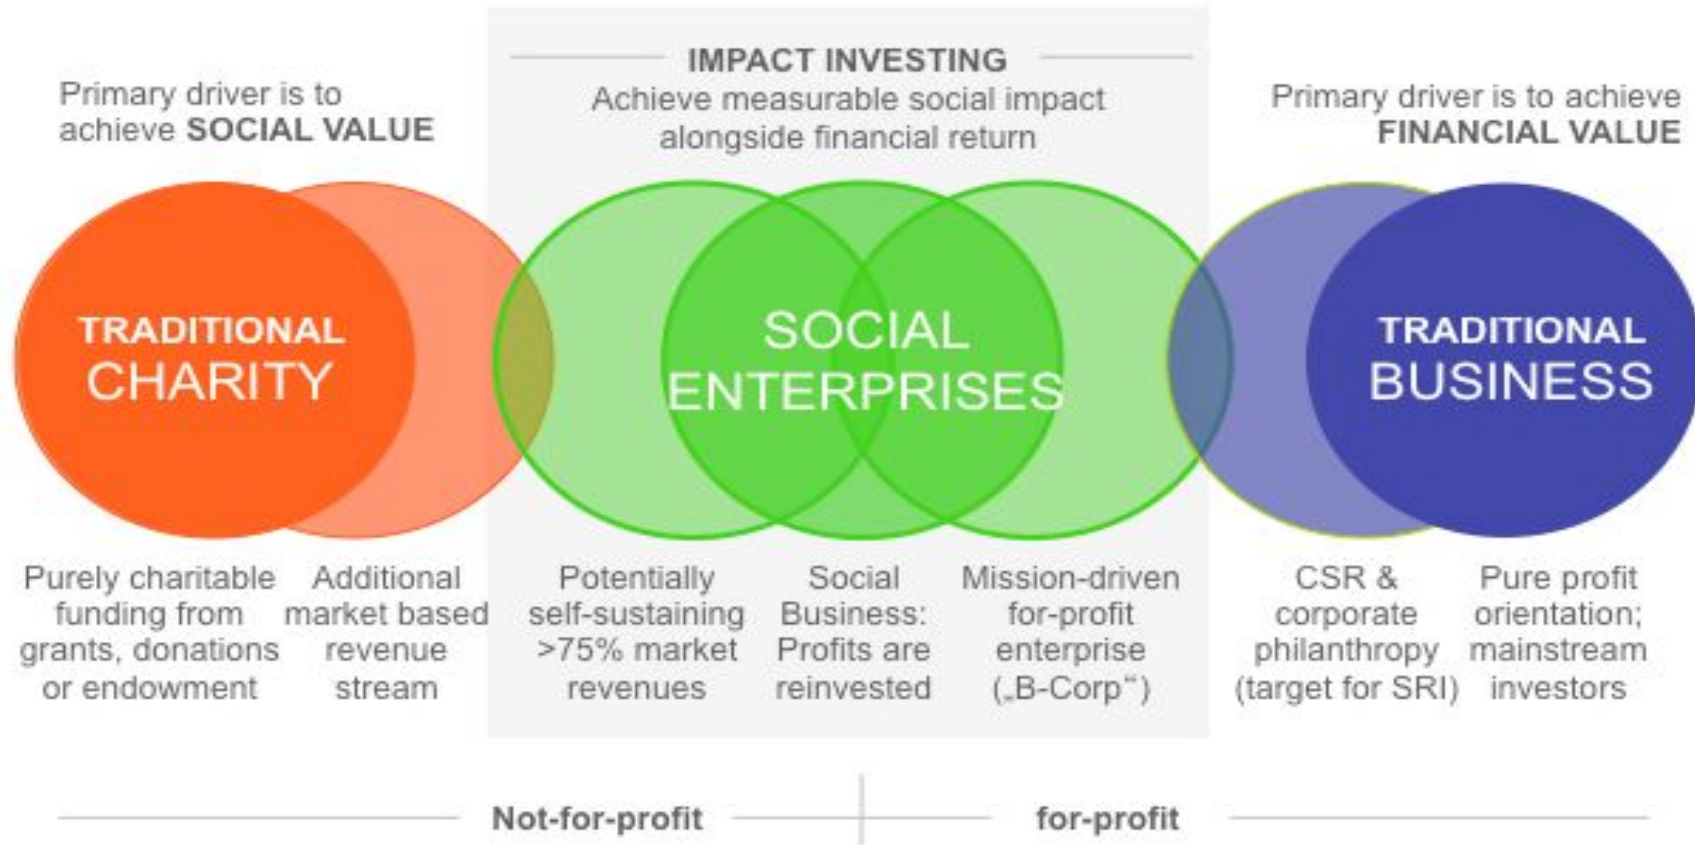 IMPACT INVESTING
Achieve measurable social impact
alongside financial return
Primary driver is to
achieve SOCIAL VALUE
Primary driver is to achieve
FINANCIAL VALUE
TRADITIONAL
CHARITY
SOCIAL
ENTERPRISES
TRADITIONAL
BUSINESS
Purely charitable
funding from
grants, donations
or endowment
Additional
market based
revenue
stream
Potentially
self-sustaining
>75% market
revenues
Social
Business:
Profits are
reinvested
Mission-driven
for-profit
enterprise
(„B-Corp“)
CSR &
corporate
philanthropy
(target for SRI)
Pure profit
orientation;
mainstream
investors
Not-for-profit
for-profit